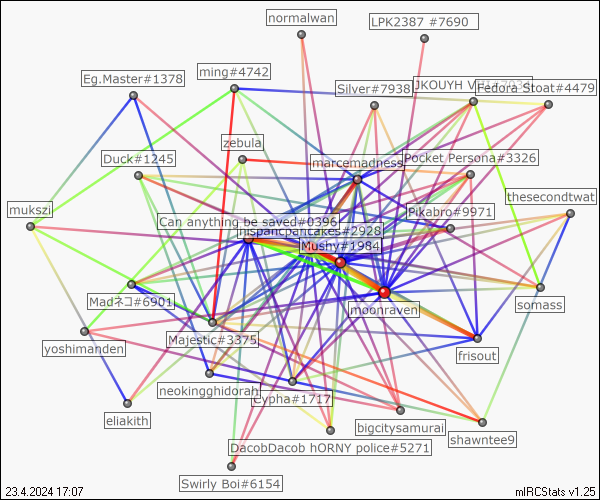 normalwan
LPK2387 #7690
ming#4742
Eg.Master#1378
Silver#7938
JKOUYH
Fedora Stoat#4479
zebula
Duck#1245
marcemadness
Pocket Persona#3326
thesecondtwat
mukszi
Pikabro#9971
Can anything be saved#0396
hispanicpancakes#2928
Mushy#1984
Madネコ#6901
moonraven
somass
Majestic#3375
yoshimanden
frisout
neokingghidorah
Cypha#1717
eliakith
bigcitysamurai
shawntee9
DacobDacob hORNY police#5271
Swirly Boi#6154
23.4.2024 17:07
mIRCStats v1.25